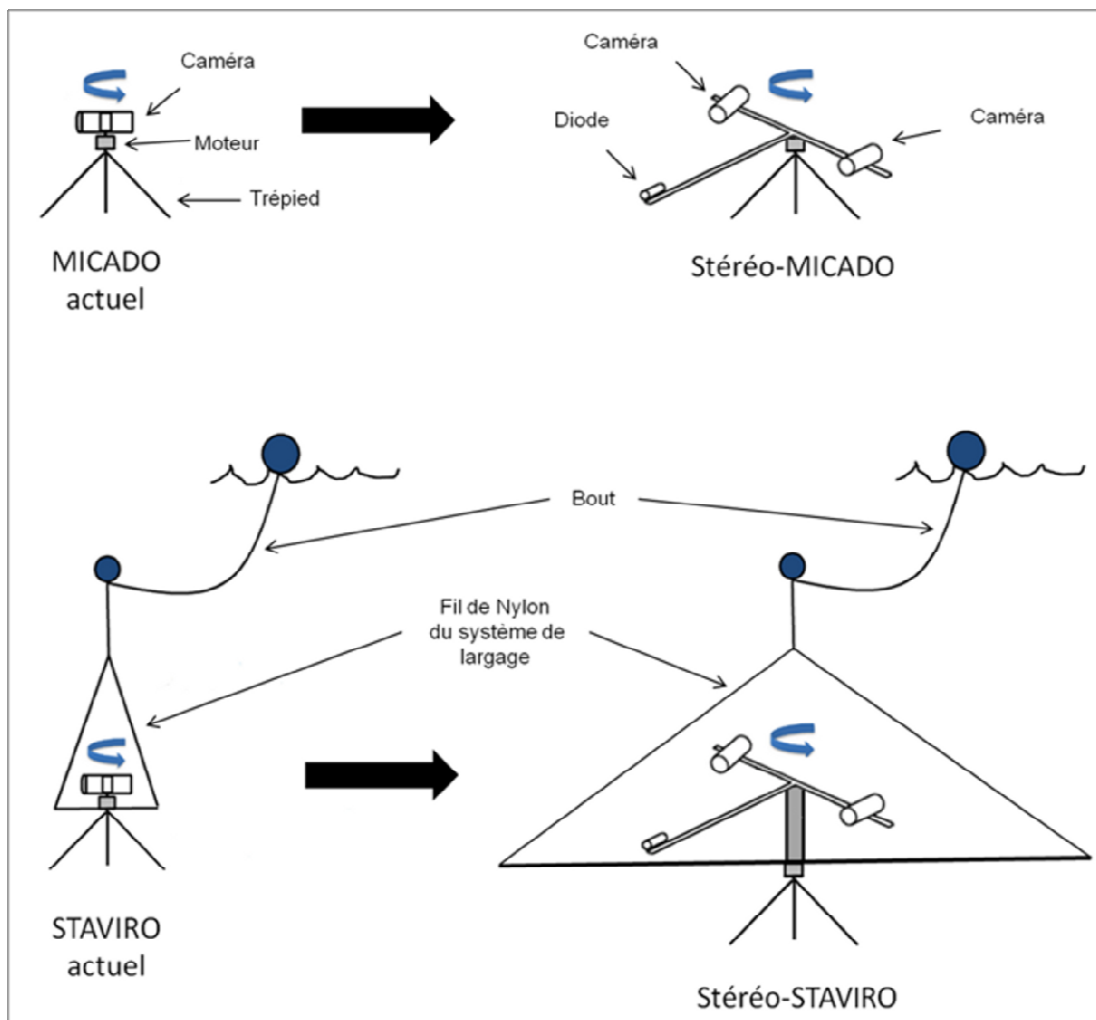 Caméra
Moteur
Trépied
MICADO
actuel
Caméra
Diode
Caméra
Stéréo-MICADO
Bout
Fil de Nylon
du système de
largage
STAVIRO
actuel
Stéréo-STAVIRO